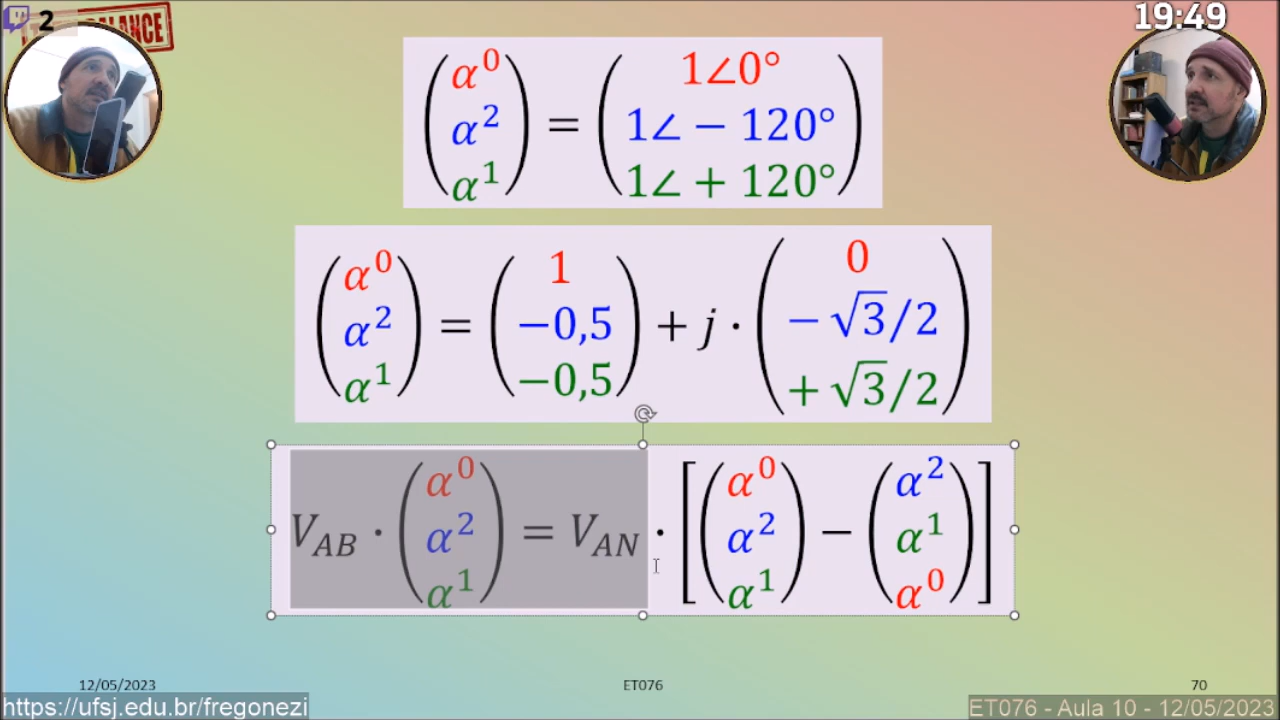 2
BALANCE
19:49
(α⁰ α² α¹) = (1∠0° 1∠ − 120° 1∠ + 120°)
(α⁰ α² α¹) = (1 −0,5 −0,5) + j · (0 − √3/2 + √3/2)
V_AB · (α⁰ α² α¹) = V_AN · [(α⁰ α² α¹) − (α² α¹ α⁰)]
12/05/2023 ET076 70
https://ufsj.edu.br/fregonezi ET076 - Aula 10 - 12/05/2023